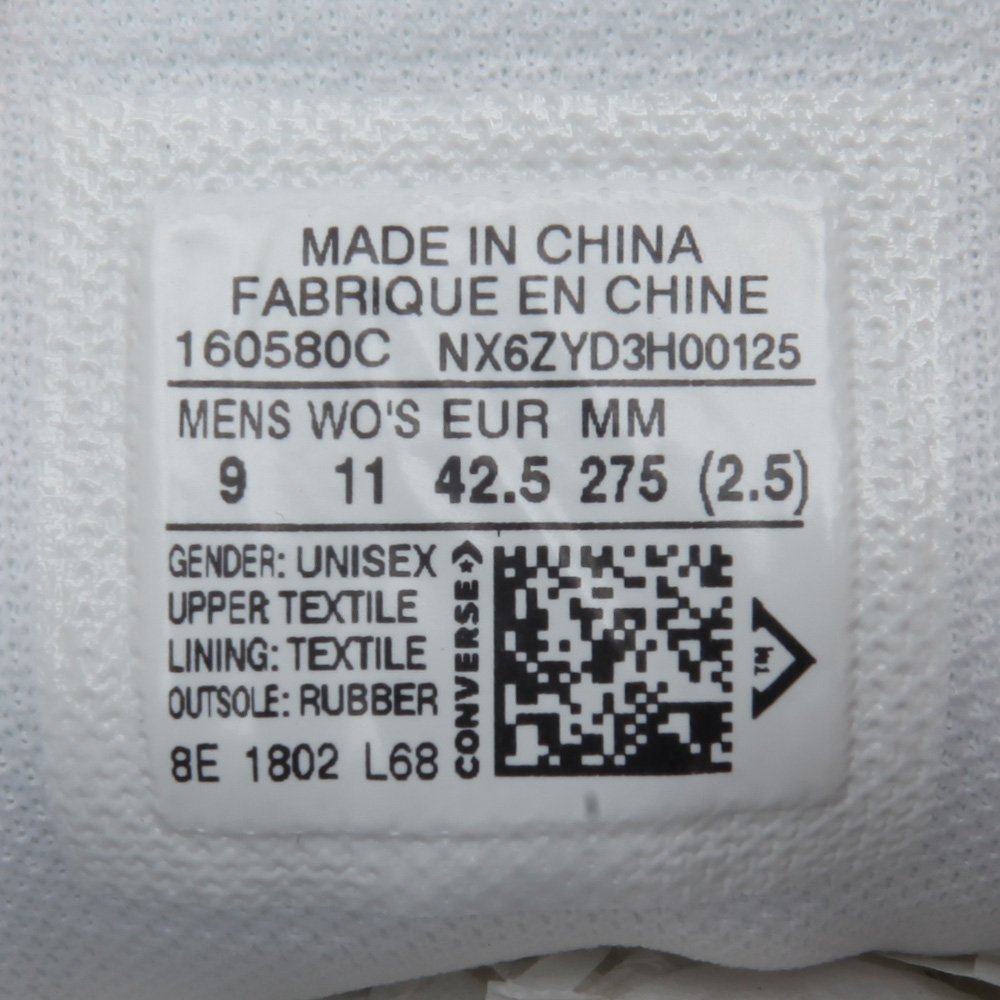 MADE IN CHINA
FABRIQUE EN CHINE
160580C NX6ZYD3H00125
MENS WO'S EUR MM
9 11 42.5 275 (2.5)
GENDER: UNISEX
UPPER TEXTILE
LINING: TEXTILE
OUTSOLE: RUBBER
8E 1802 L68
CONVERSE